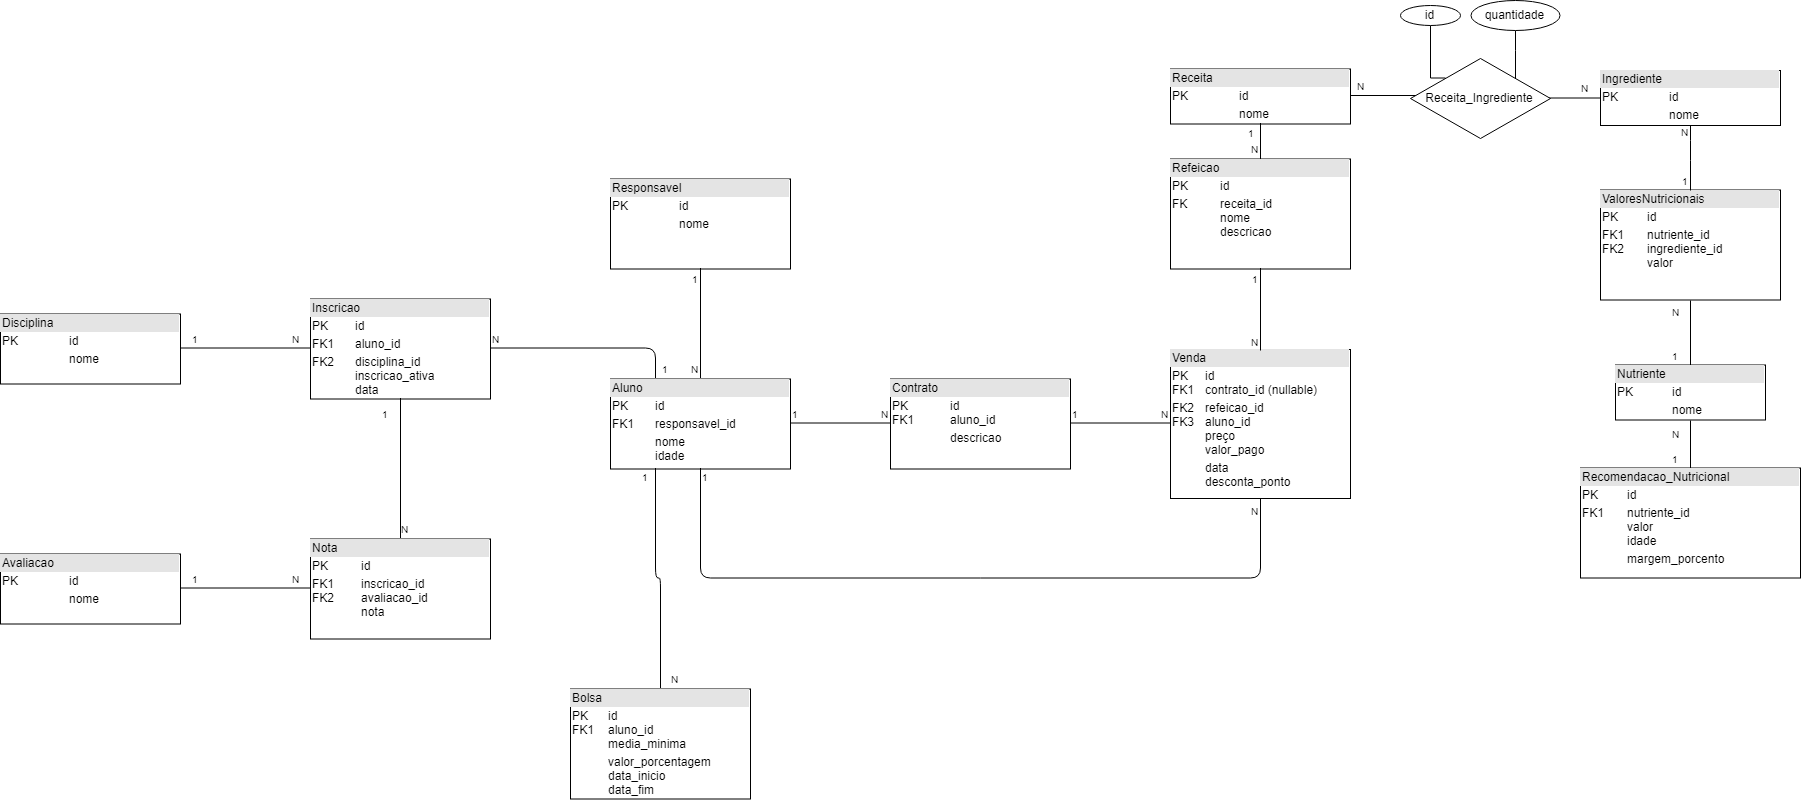 id
quantidade
Receita
PK id
nome
N
Receita_Ingrediente
N
Ingrediente
PK id
nome
1
N
N
1
Refeicao
PK id
FK receita_id
nome
descricao
1
N
Responsavel
PK id
nome
1
N
ValoresNutricionais
PK id
FK1 nutriente_id
FK2 ingrediente_id
valor
N
1
Disciplina
PK id
nome
1
N
Inscricao
PK id
FK1 aluno_id
FK2 disciplina_id
inscricao_ativa
data
N
1
1
N
Aluno
PK id
FK1 responsavel_id
nome
idade
1
N
Contrato
PK id
FK1 aluno_id
descricao
1
N
Venda
PK id
FK1 contrato_id (nullable)
FK2 refeicao_id
FK3 aluno_id
preço
valor_pago
data
desconta_ponto
N
1
1
Nutriente
PK id
nome
N
1
Recomendacao_Nutricional
PK id
FK1 nutriente_id
valor
idade
margem_porcento
Avaliacao
PK id
nome
1
N
Nota
PK id
FK1 inscricao_id
FK2 avaliacao_id
nota
N
Bolsa
PK id
FK1 aluno_id
media_minima
valor_porcentagem
data_inicio
data_fim